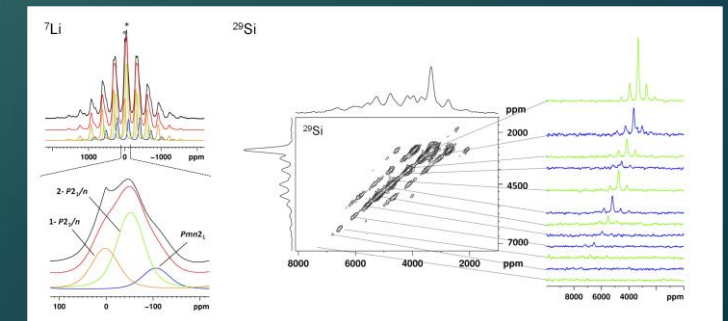 ⁷Li
*
1000 0 -1000 ppm
2- P2₁/n
1- P2₁/n
Pmn2₁
100 0 -100 ppm
²⁹Si
²⁹Si
ppm
2000
4500
7000
8000 6000 4000 2000 ppm
8000 6000 4000 ppm